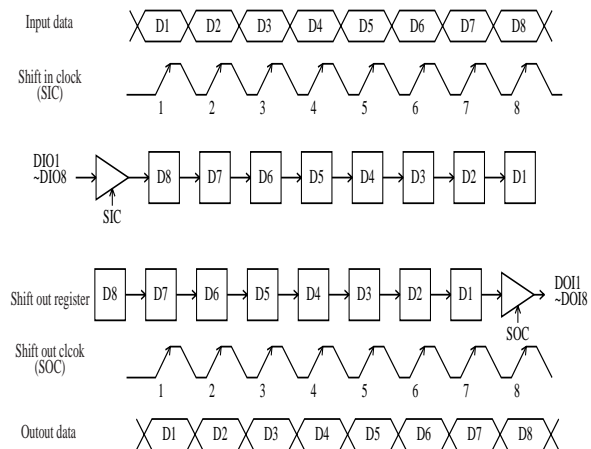 Input data D1 D2 D3 D4 D5 D6 D7 D8
Shift in clock
(SIC)
1 2 3 4 5 6 7 8
DIO1
~DIO8
D8 D7 D6 D5 D4 D3 D2 D1
SIC
Shift out register D8 D7 D6 D5 D4 D3 D2 D1
DOI1
~DOI8
SOC
Shift out clcok
(SOC)
1 2 3 4 5 6 7 8
Outout data D1 D2 D3 D4 D5 D6 D7 D8